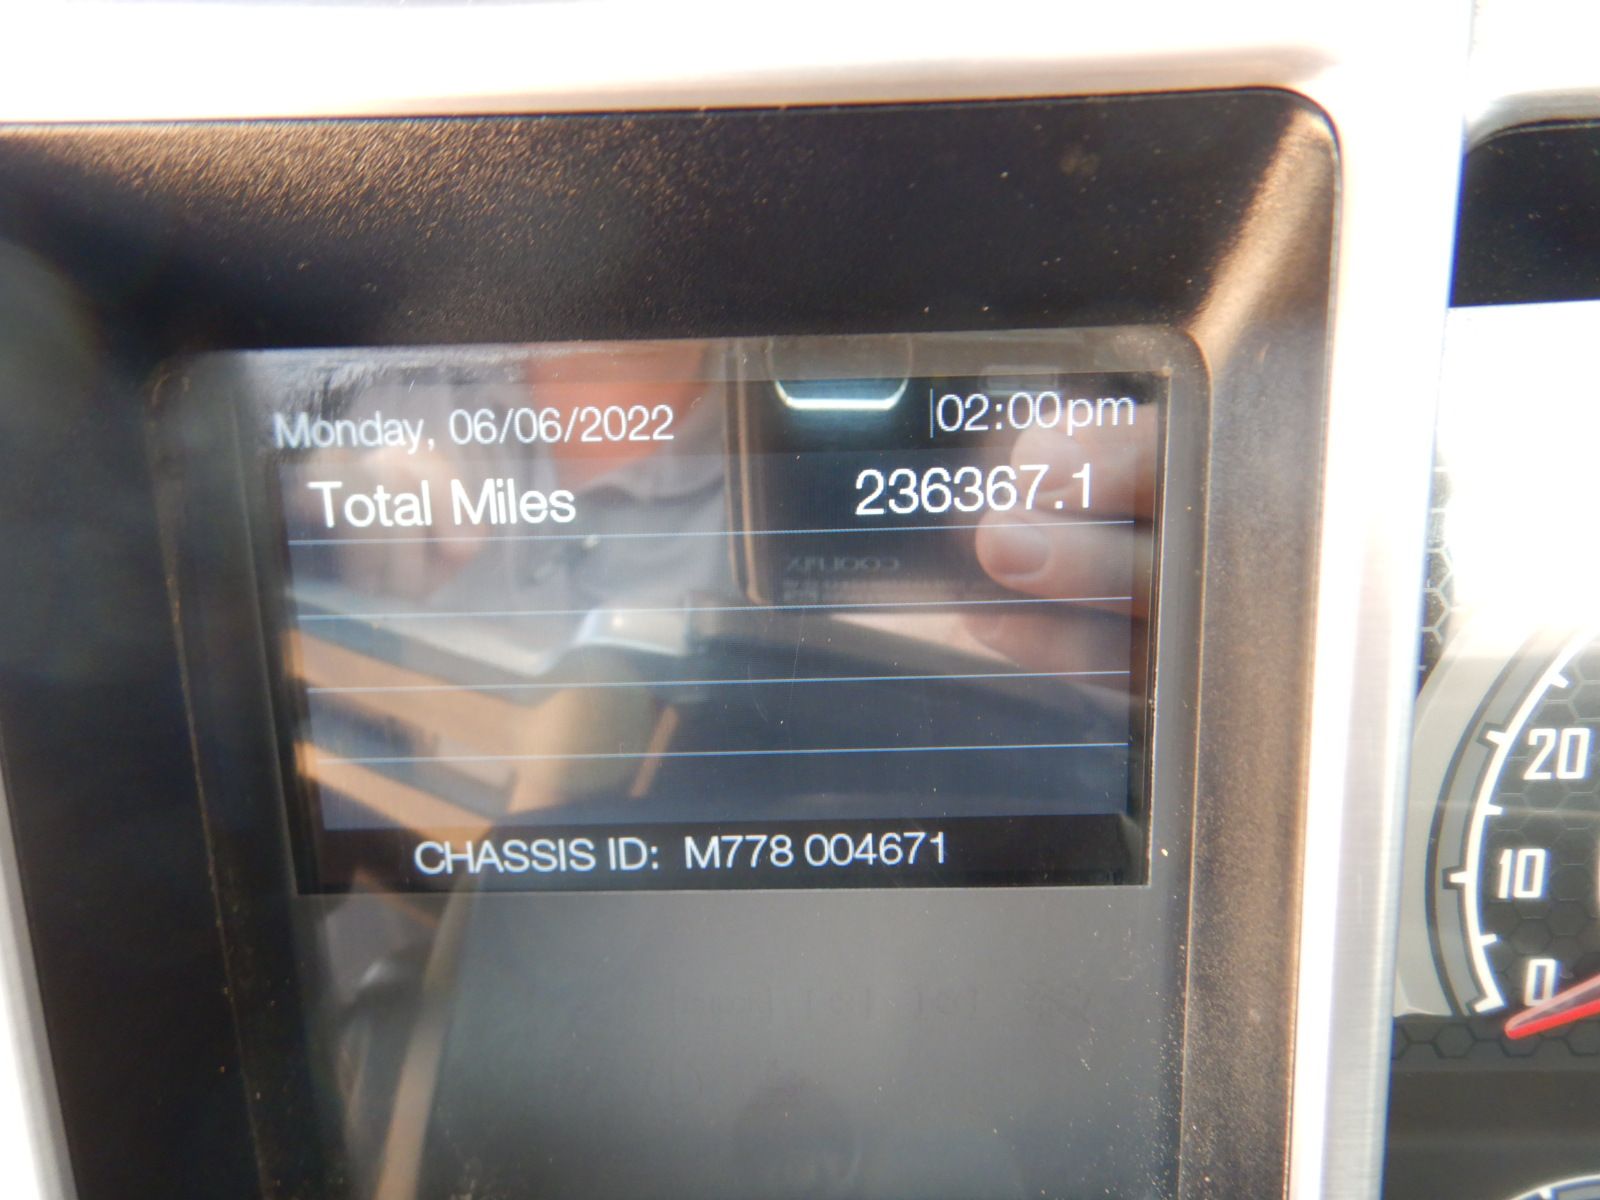 Monday, 06/06/2022 02:00pm
Total Miles 236367.1
CHASSIS ID: M778 004671
20
10
0